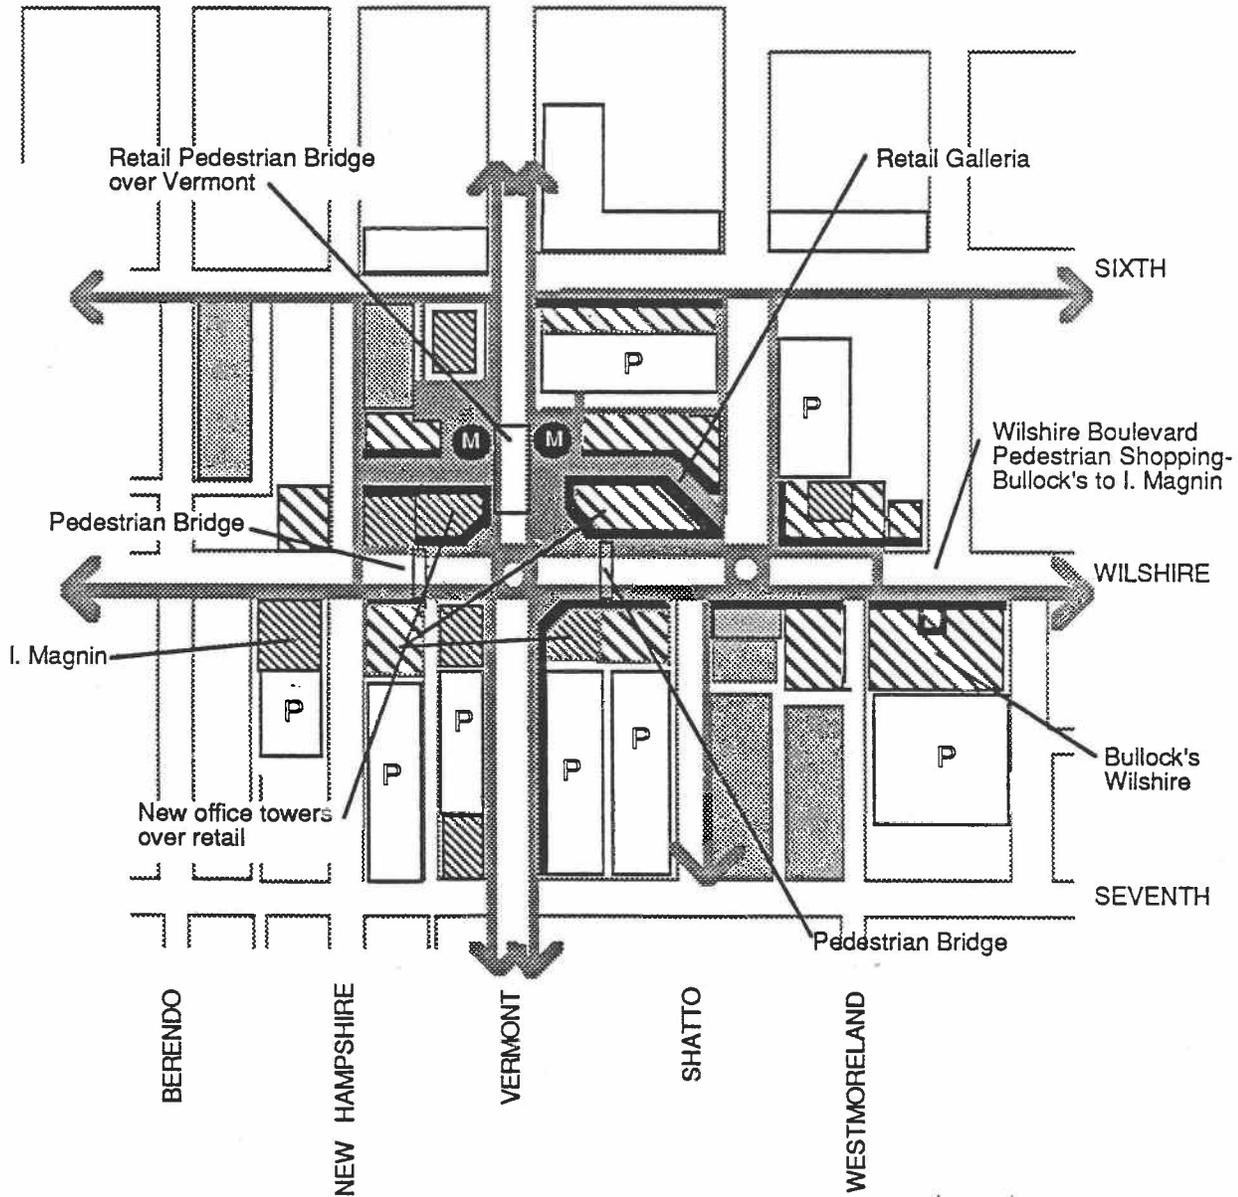 Retail Pedestrian Bridge
over Vermont
Retail Galleria
SIXTH
P
P
M
M
Wilshire Boulevard
Pedestrian Shopping-
Bullock's to I. Magnin
Pedestrian Bridge
WILSHIRE
I. Magnin
P
P
P
P
P
P
Bullock's
Wilshire
New office towers
over retail
SEVENTH
Pedestrian Bridge
BERENDO
NEW HAMPSHIRE
VERMONT
SHATTO
WESTMORELAND